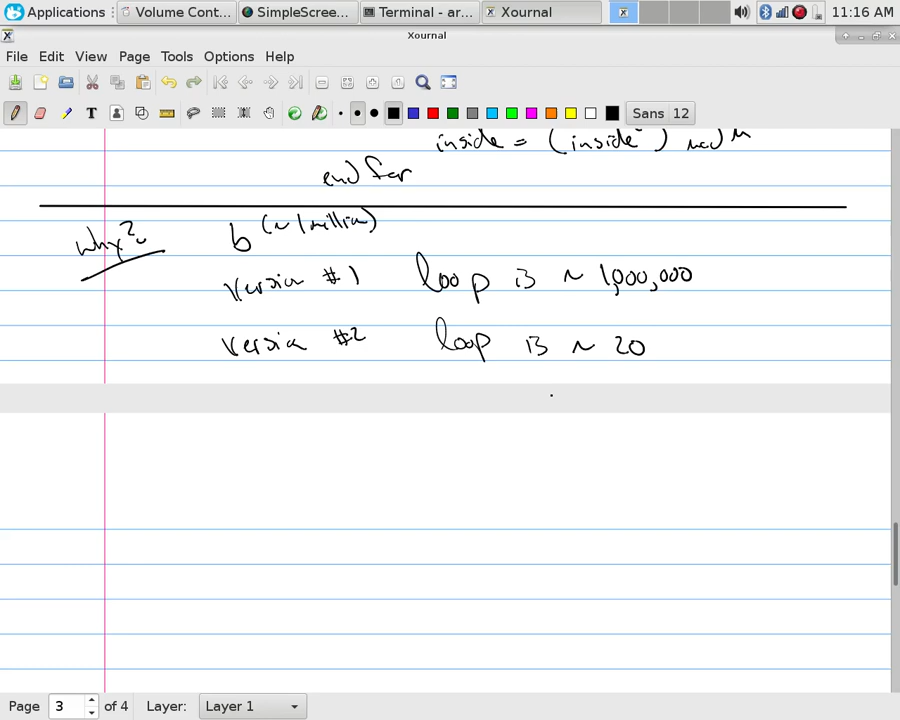 Applications Volume Cont... SimpleScree... Terminal - ar... Xournal 11:16 AM
Xournal
File Edit View Page Tools Options Help
T Sans 12
inside = (inside²) mod m
end for
why? b (~1 million)
version #1 loop is ~ 1,000,000
version #2 loop is ~ 20
Page 3 of 4 Layer: Layer 1